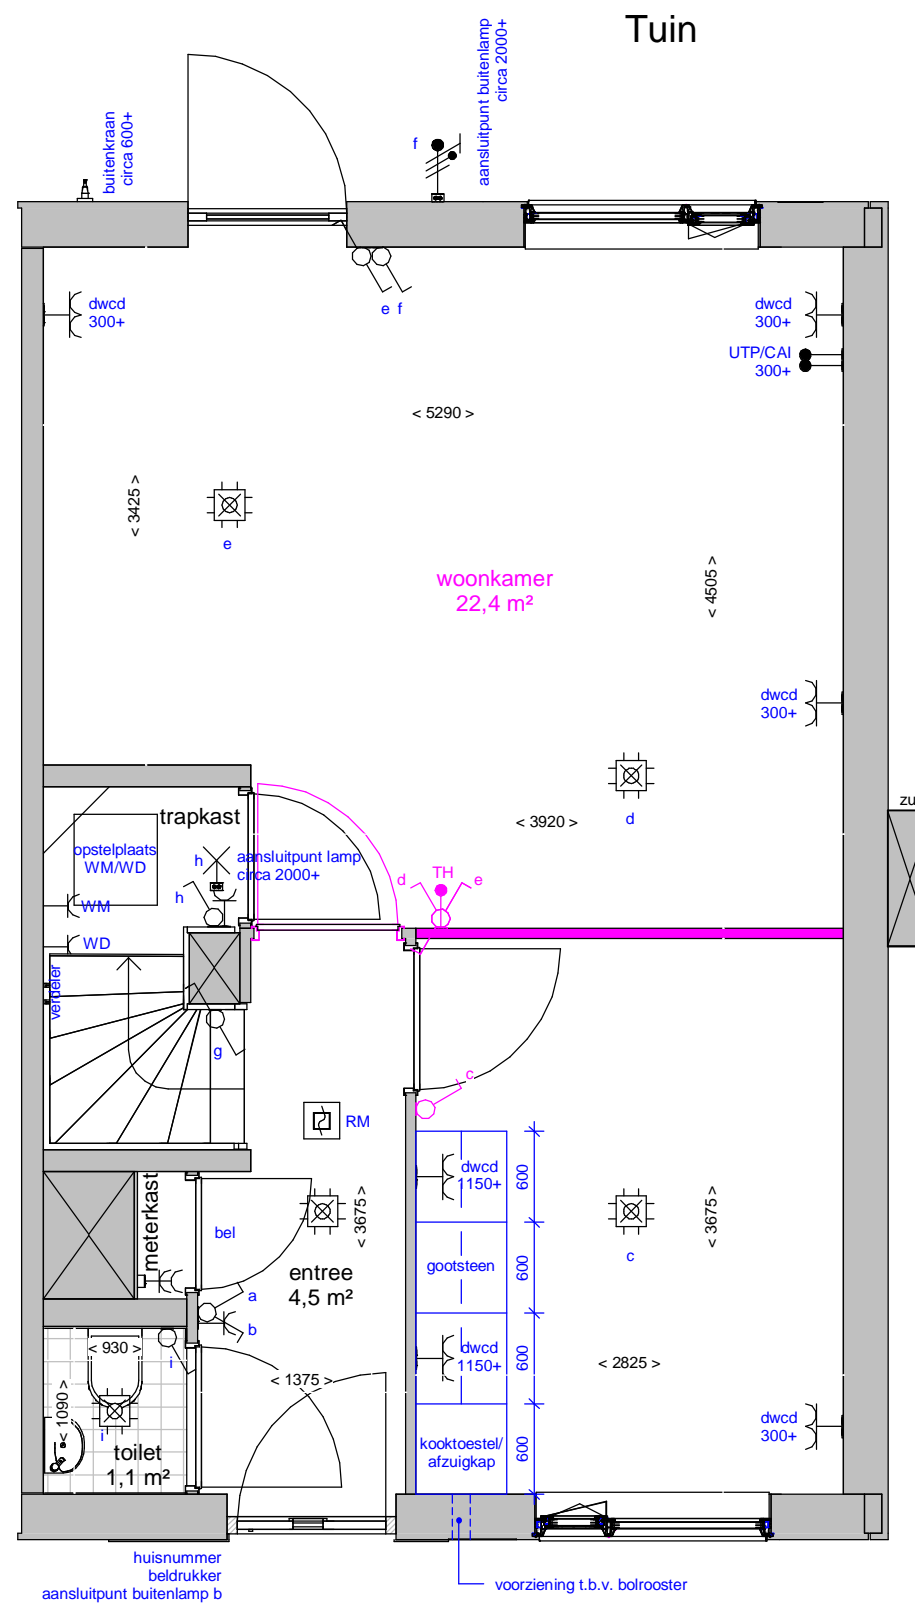 Tuin
buitenkraan
circa 600+
f
aansluitpunt buitenlamp
circa 2000+
e f
dwcd
300+
dwcd
300+
UTP/CAI
300+
< 5290 >
< 3425 >
e
woonkamer
22,4 m²
< 4505 >
dwcd
300+
d
< 3920 >
zu
trapkast
opstelplaats
WM/WD
h
aansluitpunt lamp
circa 2000+
h
WM
WD
d
TH
e
verdeler
g
c
RM
meterkast
bel
< 3675 >
entree
4,5 m²
a
b
dwcd
1150+
600
gootsteen
600
dwcd
1150+
600
kooktoestel/
afzuigkap
600
c
< 3675 >
< 2825 >
dwcd
300+
< 930 >
i
< 1090 >
i
toilet
1,1 m²
< 1375 >
huisnummer
beldrukker
aansluitpunt buitenlamp b
voorziening t.b.v. bolrooster